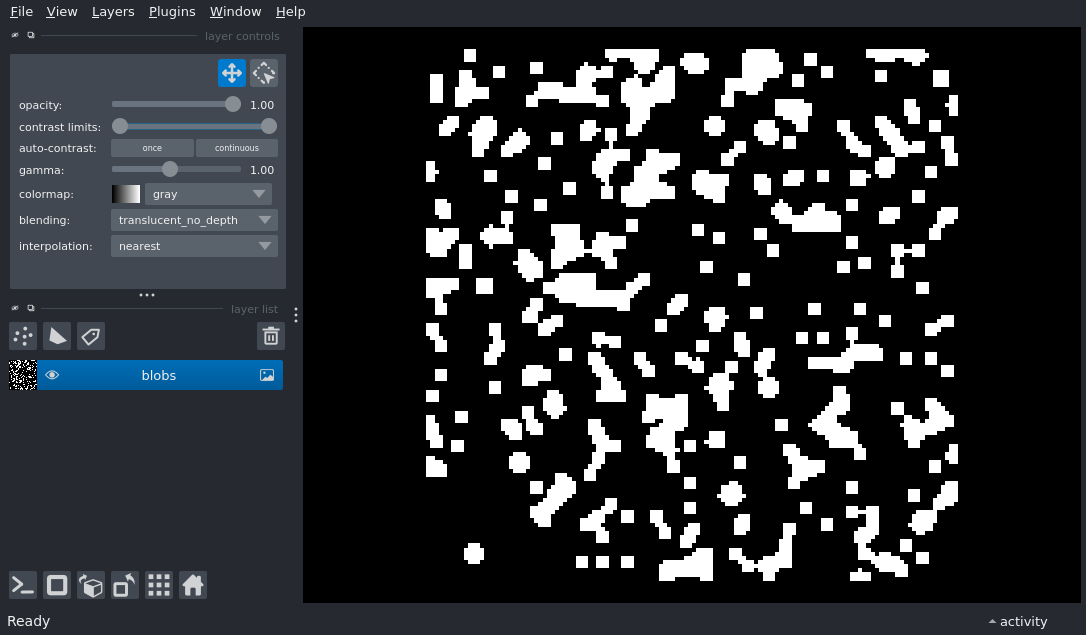 File View Layers Plugins Window Help
layer controls
opacity: 1.00
contrast limits:
auto-contrast: once continuous
gamma: 1.00
colormap: gray
blending: translucent_no_depth
interpolation: nearest
layer list
blobs
Ready
activity